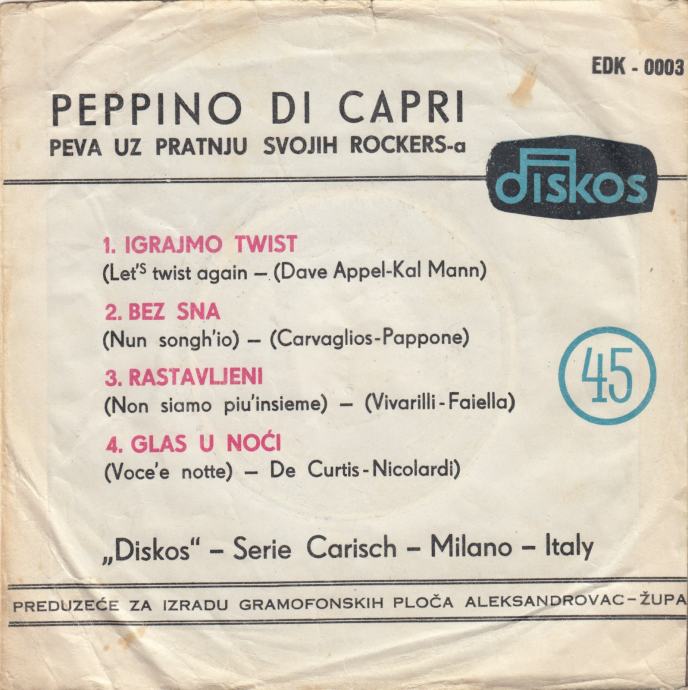 EDK - 0003
PEPPINO DI CAPRI
PEVA UZ PRATNJU SVOJIH ROCKERS-a
diskos
1. IGRAJMO TWIST
(Let's twist again – (Dave Appel-Kal Mann)
2. BEZ SNA
(Nun songh'io) – (Carvaglios-Pappone)
3. RASTAVLJENI
(Non siamo piu'insieme) – (Vivarilli-Faiella)
45
4. GLAS U NOĆI
(Voce'e notte) – De Curtis-Nicolardi)
„Diskos“ – Serie Carisch – Milano – Italy
PREDUZEĆE ZA IZRADU GRAMOFONSKIH PLOČA ALEKSANDROVAC–ŽUPA